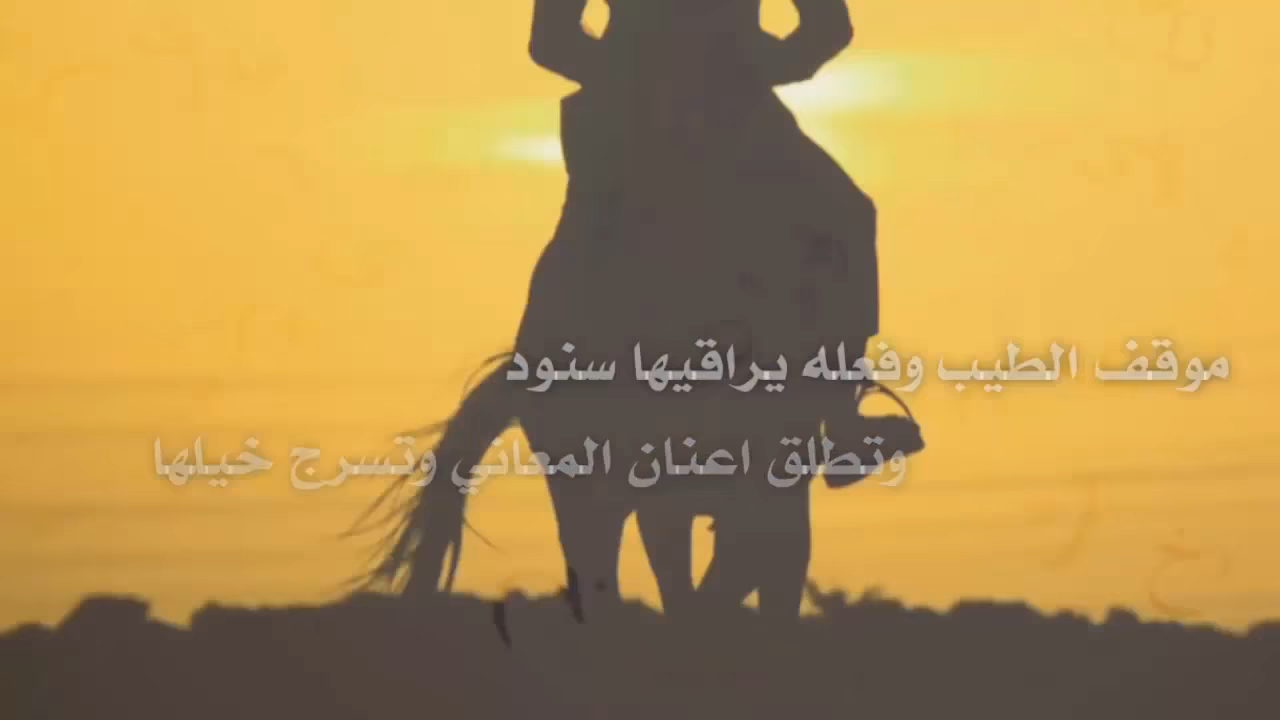 موقف الطيب وفعله يراقيها سنود
وتطلق اعنان المعاني وتسرج خيلها